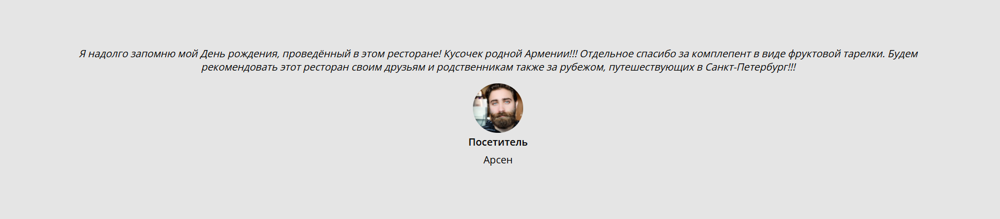 Я надолго запомню мой День рождения, проведённый в этом ресторане! Кусочек родной Армении!!! Отдельное спасибо за комплепент в виде фруктовой тарелки. Будем
рекомендовать этот ресторан своим друзьям и родственникам также за рубежом, путешествующих в Санкт-Петербург!!!
Посетитель
Арсен